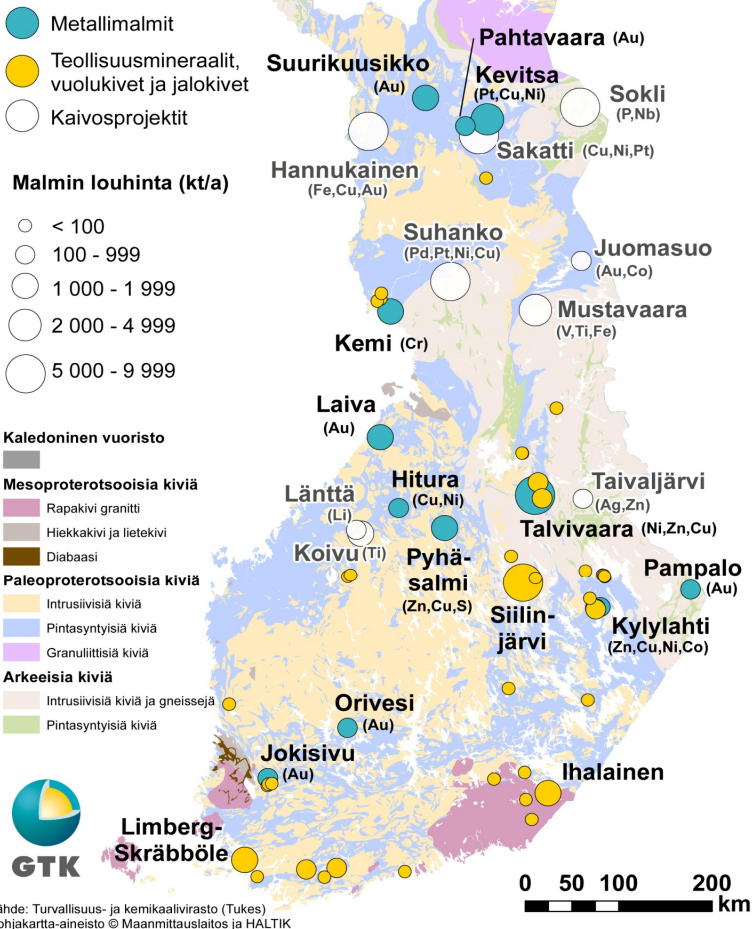 Metallimalmit
Teollisuusmineraalit,
vuolukivet ja jalokivet
Kaivosprojektit
Malmin louhinta (kt/a)
< 100
100 - 999
1 000 - 1 999
2 000 - 4 999
5 000 - 9 999
Kaledoninen vuoristo
Mesoproterotsooisia kiviä
Rapakivi granitti
Hiekkakivi ja lietekivi
Diabaasi
Paleoproterotsooisia kiviä
Intrusiivisiä kiviä
Pintasyntyisiä kiviä
Granuliittisiä kiviä
Arkeeisia kiviä
Intrusiivisiä kiviä ja gneissejä
Pintasyntyisiä kiviä
GTK
Pahtavaara (Au)
Suurikuusikko
(Au)
Kevitsa
(Pt,Cu,Ni)
Sokli
(P,Nb)
Sakatti (Cu,Ni,Pt)
Hannukainen
(Fe,Cu,Au)
Suhanko
(Pd,Pt,Ni,Cu)
Juomasuo
(Au,Co)
Mustavaara
(V,Ti,Fe)
Kemi (Cr)
Laiva
(Au)
Hitura
(Cu,Ni)
Länttä
(Li)
Koivu (Ti)
Taivaljärvi
(Ag,Zn)
Talvivaara (Ni,Zn,Cu)
Pyhä-
salmi
(Zn,Cu,S)
Pampalo
(Au)
Siilin-
järvi
Kylylahti
(Zn,Cu,Ni,Co)
Orivesi
(Au)
Jokisivu
(Au)
Ihalainen
Limberg-
Skräbböle
0 50 100 200
km
ähde: Turvallisuus- ja kemikaalivirasto (Tukes)
ohjakartta-aineisto © Maanmittauslaitos ja HALTIK